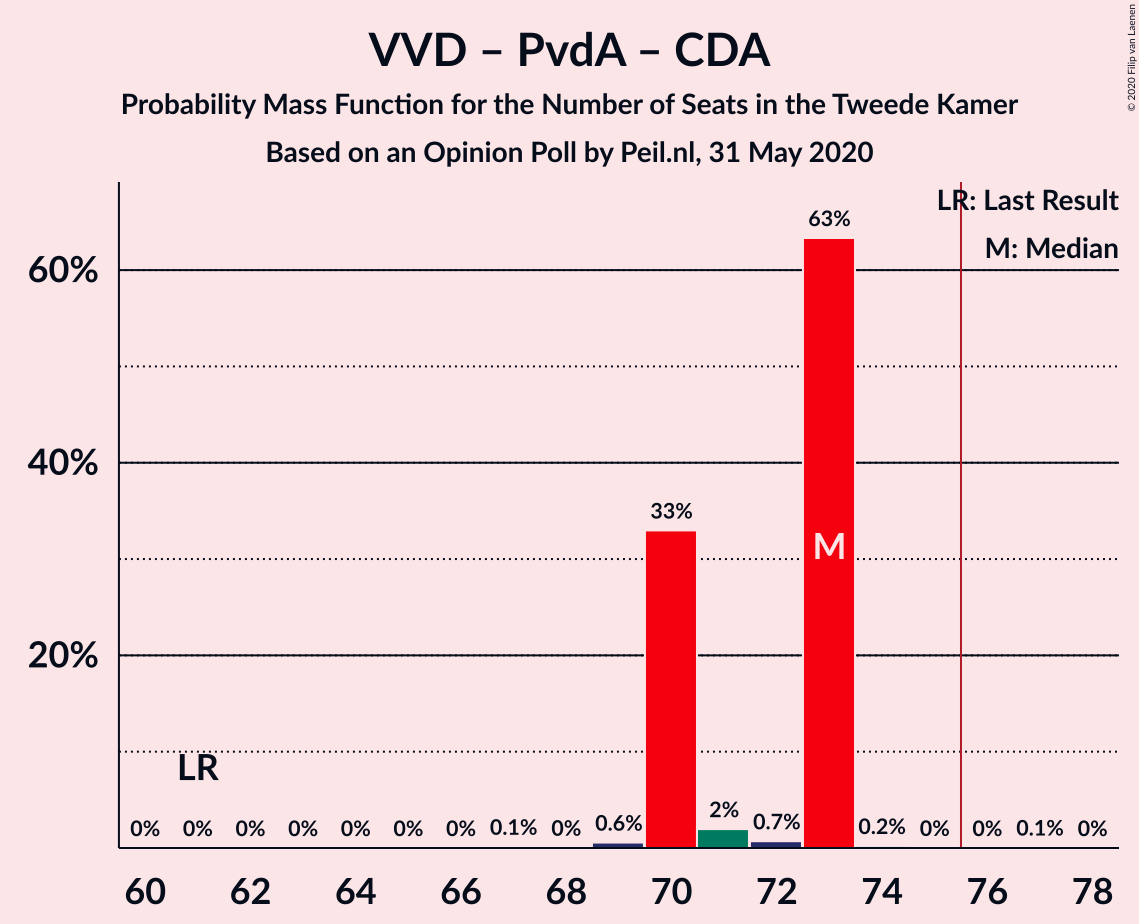 VVD – PvdA – CDA
Probability Mass Function for the Number of Seats in the Tweede Kamer
Based on an Opinion Poll by Peil.nl, 31 May 2020
© 2020 Filip van Laenen
LR: Last Result
M: Median
60%
40%
20%
LR
M
0% 0% 0% 0% 0% 0% 0% 0.1% 0% 0.6% 33% 2% 0.7% 63% 0.2% 0% 0% 0.1% 0%
60 62 64 66 68 70 72 74 76 78